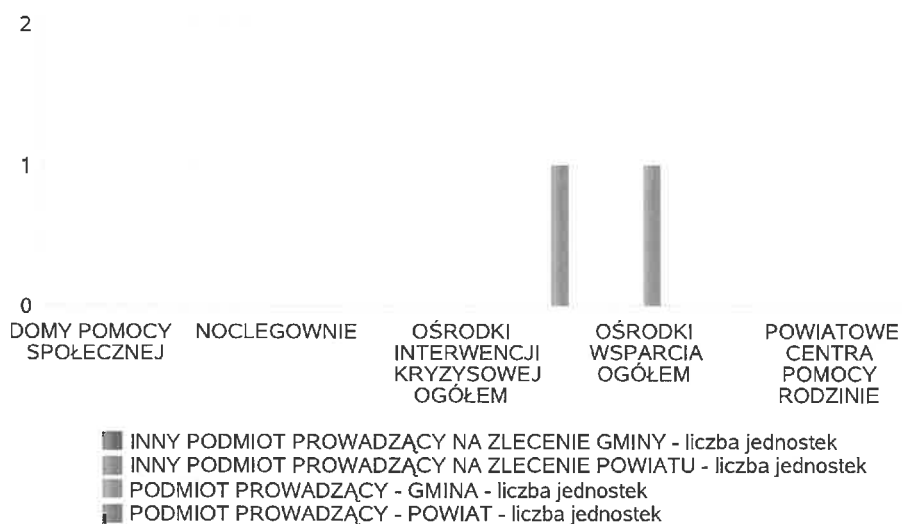 2
1
0
DOMY POMOCY
SPOŁECZNEJ
NOCLEGOWNIE
OŚRODKI
INTERWENCJI
KRYZYSOWEJ
OGÓŁEM
OŚRODKI
WSPARCIA
OGÓŁEM
POWIATOWE
CENTRA
POMOCY
RODZINIE
INNY PODMIOT PROWADZĄCY NA ZLECENIE GMINY - liczba jednostek
INNY PODMIOT PROWADZĄCY NA ZLECENIE POWIATU - liczba jednostek
PODMIOT PROWADZĄCY - GMINA - liczba jednostek
PODMIOT PROWADZĄCY - POWIAT - liczba jednostek